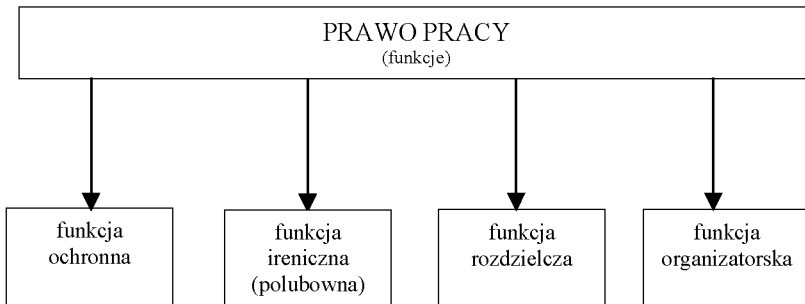 PRAWO PRACY
(funkcje)
funkcja
ochronna
funkcja
ireniczna
(polubowna)
funkcja
rozdzielcza
funkcja
organizatorska